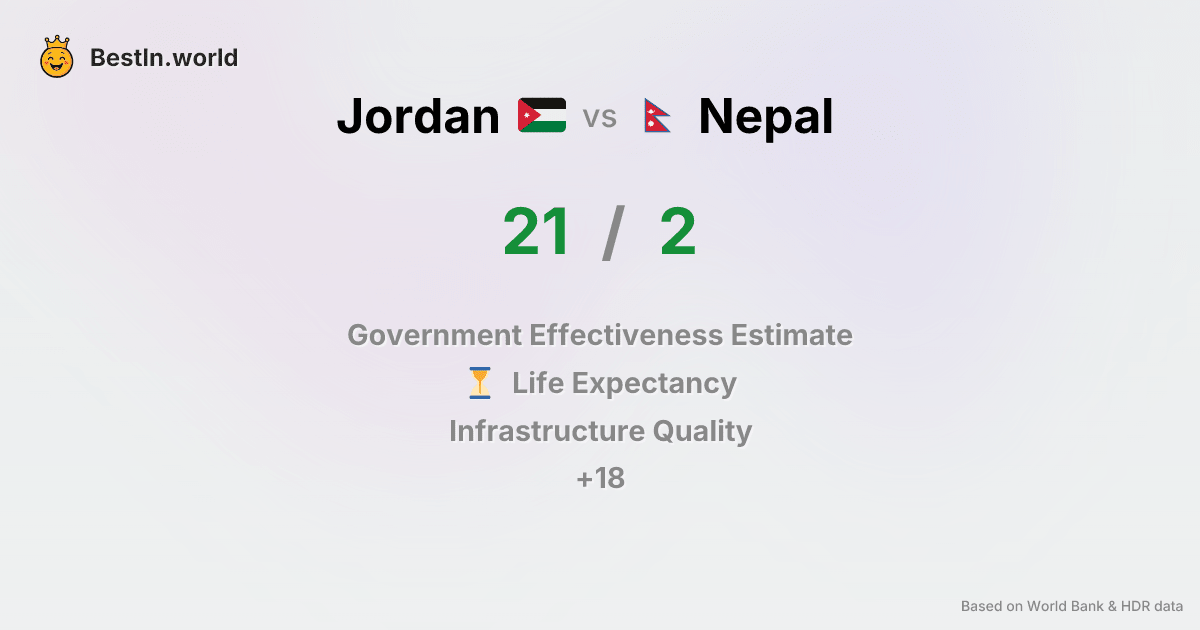 BestIn.world
Jordan vs Nepal
21 / 2
Government Effectiveness Estimate
Life Expectancy
Infrastructure Quality
+18
Based on World Bank & HDR data